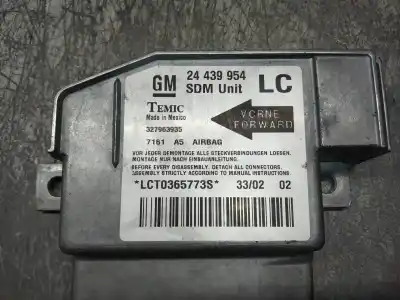 GM
24 439 954
SDM Unit
LC
TEMIC
Made in Mexico
VORNE
FORWARD
327963935
7161 A5 AIRBAG
VOR JEDER DEMONTAGE ALLE STECKVERBINDUNGEN LOESEN.
MONTAGE NUR NACH EINBAUANLEITUNG.
BEFORE EVERY DISASSEMBLY, DETACH ALL CONNECTORS.
ASSEMBLY STRICTLY ACCORDING TO MANUAL INSTRUCTIONS
*LCT0365773S* 33/02 02